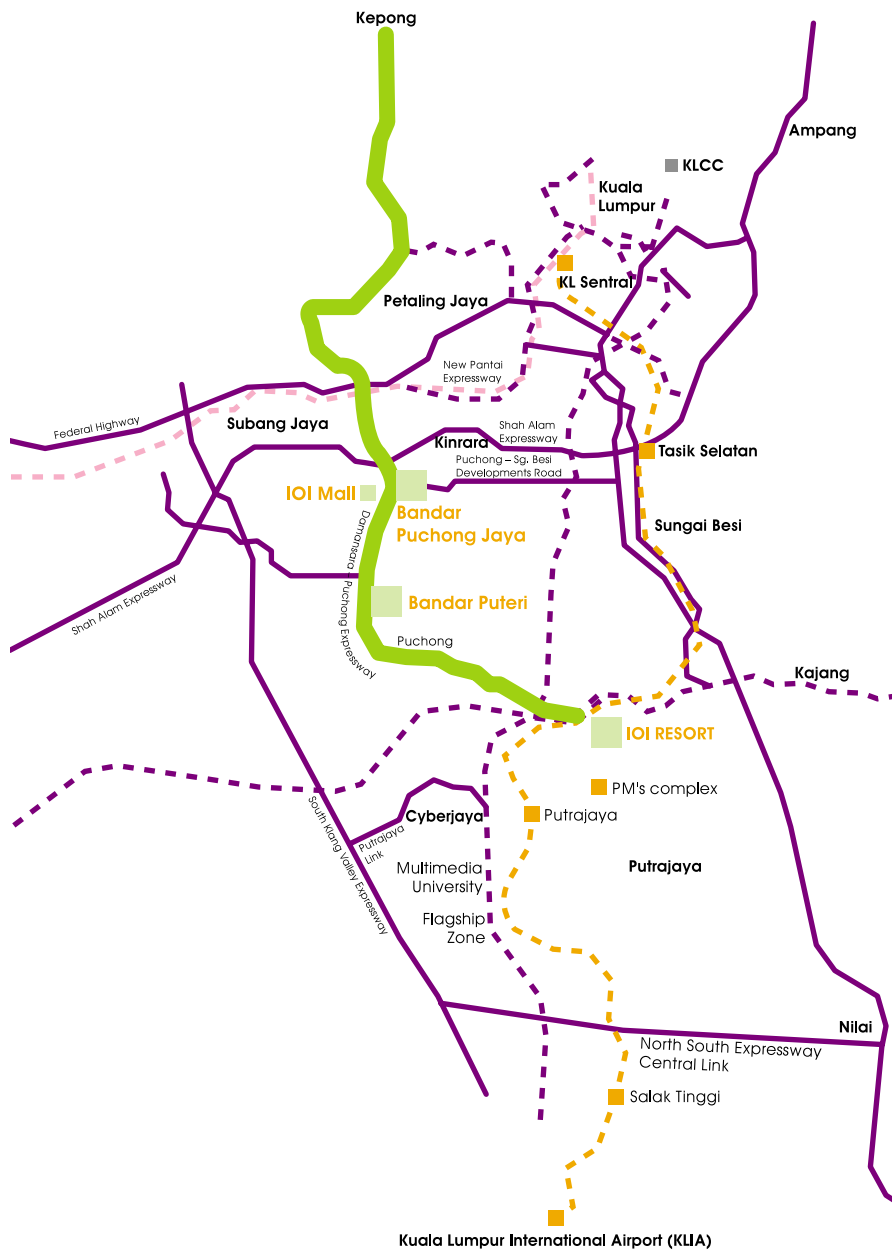 Kepong
Ampang
KLCC
Kuala
Lumpur
KL Sentral
Petaling Jaya
New Pantai
Expressway
Federal Highway
Subang Jaya
Kinrara
Shah Alam
Expressway
Puchong – Sg. Besi
Developments Road
Tasik Selatan
IOI Mall
Bandar
Puchong Jaya
Sungai Besi
Damansara – Puchong Expressway
Shah Alam Expressway
Bandar Puteri
Puchong
Kajang
IOI RESORT
PM's complex
Putrajaya
Cyberjaya
Putrajaya
Link
South Klang Valley Expressway
Multimedia
University
Putrajaya
Flagship
Zone
Nilai
North South Expressway
Central Link
Salak Tinggi
Kuala Lumpur International Airport (KLIA)